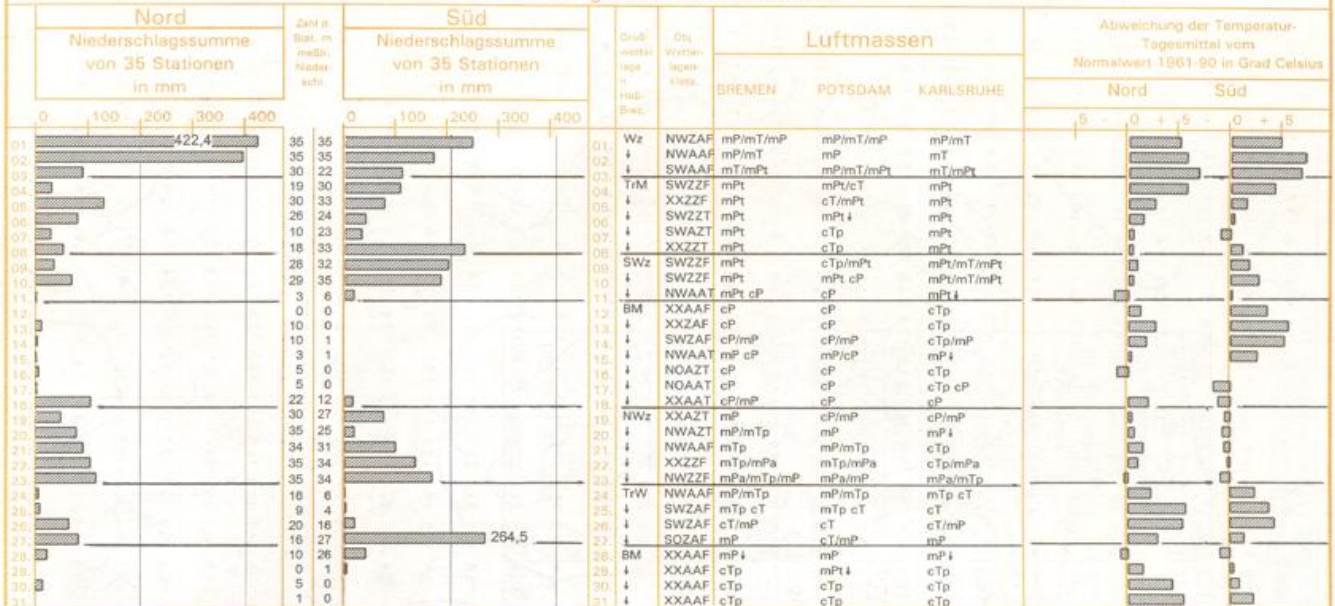 Nord
Niederschlagssumme
von 35 Stationen
in mm
Zahl d.
Stat. m.
meßb.
Nieder-
schl.
Süd
Niederschlagssumme
von 35 Stationen
in mm
Groß-
wetter-
lage
n.
Heß-
Brez.
Obj.
Wetter-
lagen-
klass.
Luftmassen
BREMEN POTSDAM KARLSRUHE
Abweichung der Temperatur-
Tagesmittel vom
Normalwert 1961-90 in Grad Celsius
Nord Süd
0 100 200 300 400
0 100 200 300 400
5 - 0 + 5 - 0 + 5
01. 422,4 35 35 01. Wz NWZAF mP/mT/mP mP/mT/mP mP/mT
02. 35 35 02. ↓ NWAAF mP/mT mP mT
03. 30 22 03. ↓ SWAAF mT/mPt mP/mT/mPt mT/mPt
04. 19 30 04. TrM SWZZF mPt mPt/cT mPt
05. 30 33 05. ↓ XXZZF mPt cT/mPt mPt
06. 26 24 06. ↓ SWZZT mPt mPt↓ mPt
07. 10 23 07. ↓ SWAZT mPt cTp mPt
08. 18 33 08. ↓ XXZZT mPt cTp mPt
09. 28 32 09. SWz SWZZF mPt cTp/mPt mPt/mT/mPt
10. 29 35 10. ↓ SWZZF mPt mPt cP mPt/mT/mPt
11. 3 6 11. ↓ NWAAT mPt cP cP mPt↓
12. 0 0 12. BM XXAAF cP cP cTp
13. 10 0 13. ↓ XXZAF cP cP cTp
14. 10 1 14. ↓ SWZAF cP/mP cP cTp/mP
15. 3 1 15. ↓ NWAAT mP cP mP/cP mP↓
16. 5 0 16. ↓ NOAZT cP cP cTp
17. 5 0 17. ↓ NOAAT cP cP cTp cP
18. 22 12 18. ↓ XXAAT cP/mP cP cP
19. 30 27 19. NWz XXAZT mP cP/mP cP/mP
20. 35 25 20. ↓ NWAZT mP/mTp mP mP↓
21. 34 31 21. ↓ NWAAF mTp mP/mTp cTp
22. 35 34 22. ↓ XXZZF mTp/mPa mTp/mPa cTp/mPa
23. 35 34 23. ↓ NWZZF mPa/mTp/mP mPa/mP mPa/mTp
24. 16 6 24. TrW NWAAF mP/mTp mP/mTp mTp cT
25. 9 4 25. ↓ SWZAF mTp cT mTp cT cT
26. 20 16 26. ↓ SWZAF cT/mP cT cT/mP
27. 16 27 264,5 27. ↓ SOZAF mP cT/mP mP
28. 10 26 28. BM XXAAF mP↓ mP mP↓
29. 0 1 29. ↓ XXAAF cTp mPt↓ cTp
30. 5 0 30. ↓ XXAAF cTp cTp cTp
31. 1 0 31. ↓ XXAAF cTp cTp cTp